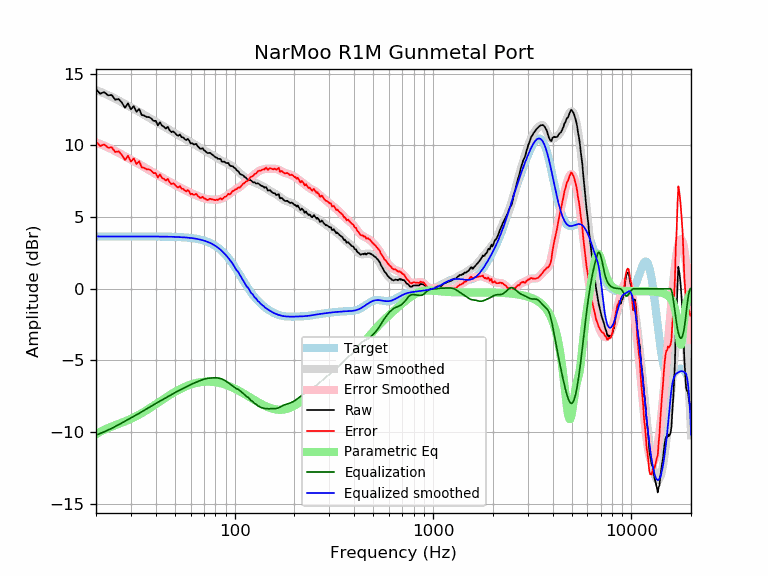 NarMoo R1M Gunmetal Port
15
10
5
0
−5
−10
−15
Amplitude (dBr)
Target
Raw Smoothed
Error Smoothed
Raw
Error
Parametric Eq
Equalization
Equalized smoothed
100
1000
10000
Frequency (Hz)